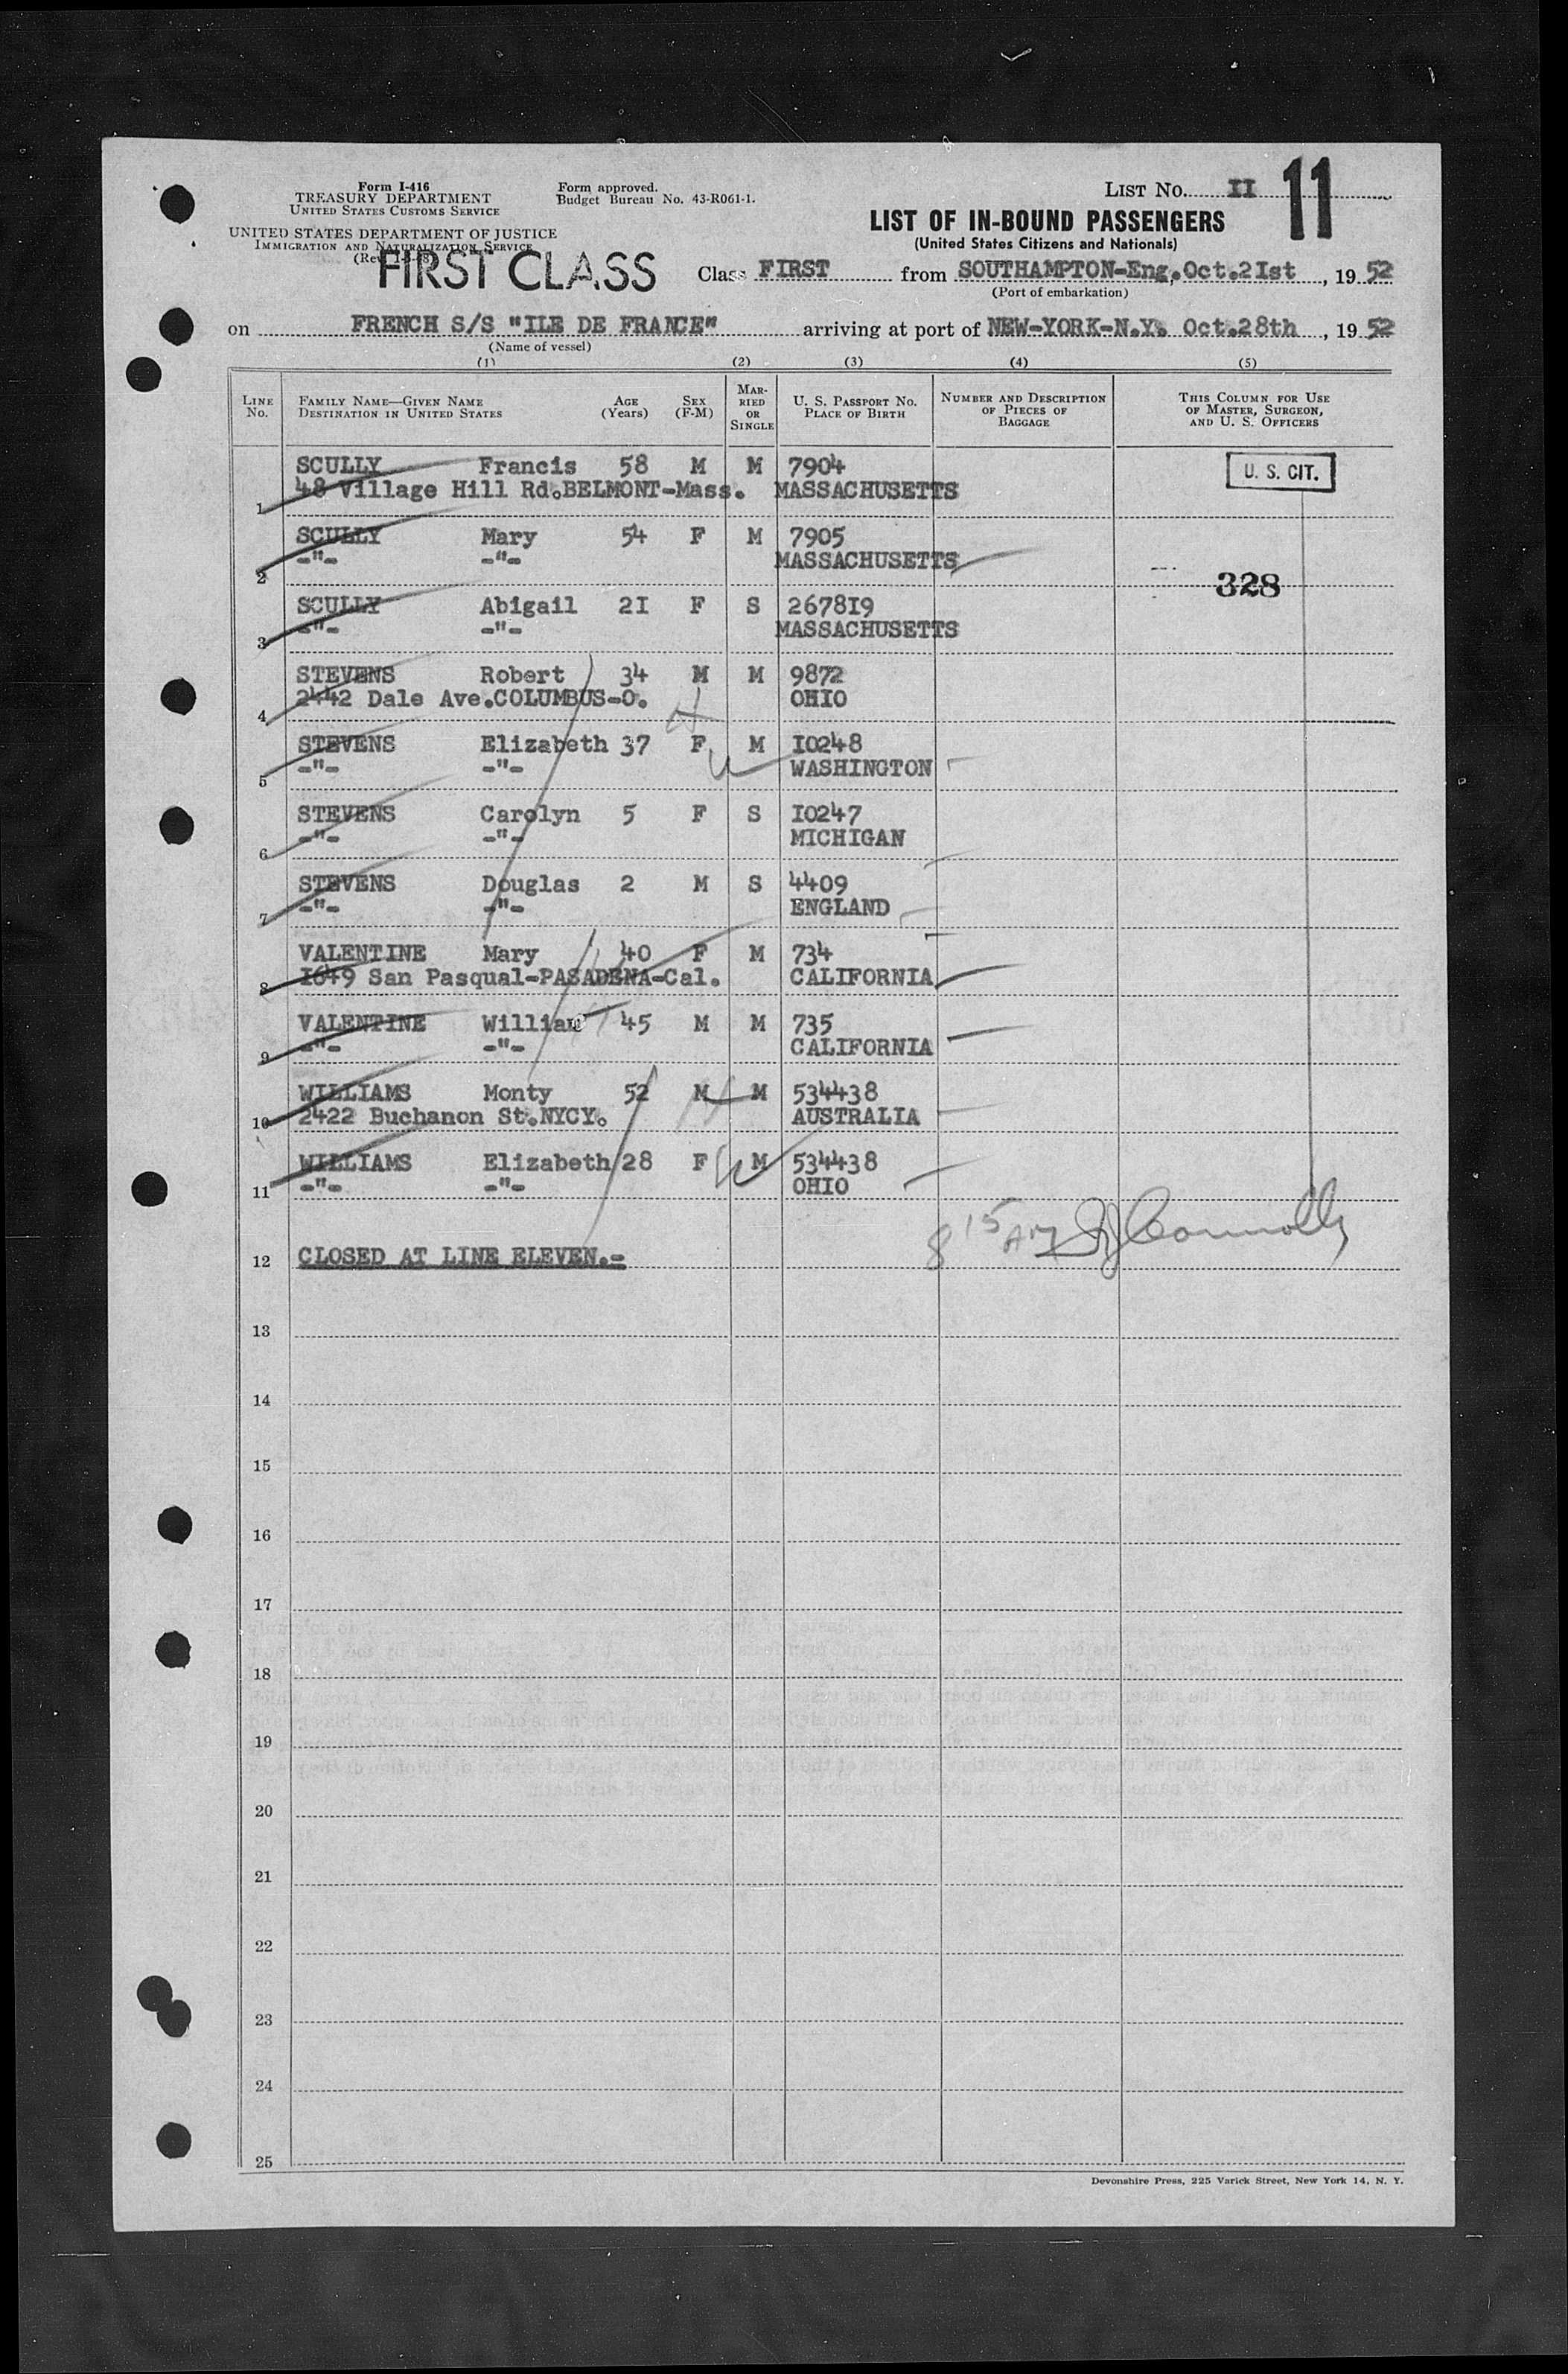 Form I-416
TREASURY DEPARTMENT
UNITED STATES CUSTOMS SERVICE
UNITED STATES DEPARTMENT OF JUSTICE
IMMIGRATION AND NATURALIZATION SERVICE
Form approved.
Budget Bureau No. 43-R061-1.
LIST No. II 11
LIST OF IN-BOUND PASSENGERS
(United States Citizens and Nationals)
FIRST CLASS
Class FIRST from SOUTHAMPTON-Eng. Oct.2Ist, 19 52
(Port of embarkation)
on FRENCH S/S "ILE DE FRANCE" arriving at port of NEW-YORK-N.Y. Oct.28th, 19 52
(Name of vessel)
(1) (2) (3) (4) (5)
LINE No. FAMILY NAME—GIVEN NAME DESTINATION IN UNITED STATES AGE (Years) SEX (F-M) MARRIED OR SINGLE U. S. PASSPORT No. PLACE OF BIRTH NUMBER AND DESCRIPTION OF PIECES OF BAGGAGE THIS COLUMN FOR USE OF MASTER, SURGEON, AND U. S. OFFICERS
SCULLY Francis 58 M M 7904 U. S. CIT.
1 48 Village Hill Rd.BELMONT-Mass. MASSACHUSETTS
SCULLY Mary 54 F M 7905
2 -"- -"- MASSACHUSETTS
328
SCULLY Abigail 2I F S 2678I9
3 -"- -"- MASSACHUSETTS
STEVENS Robert 34 M M 9872
4 2442 Dale Ave.COLUMBUS-O. OHIO
STEVENS Elizabeth 37 F M I0248
5 -"- -"- WASHINGTON
STEVENS Carolyn 5 F S I0247
6 -"- -"- MICHIGAN
STEVENS Douglas 2 M S 4409
7 -"- -"- ENGLAND
VALENTINE Mary 40 F M 734
8 I649 San Pasqual-PASADENA-Cal. CALIFORNIA
VALENTINE William 45 M M 735
9 -"- -"- CALIFORNIA
WILLIAMS Monty 52 M M 534438
10 2422 Buchanon St.NYCY. AUSTRALIA
WILLIAMS Elizabeth 28 F M 534438
11 -"- -"- OHIO
8 15 AM Connolly
12 CLOSED AT LINE ELEVEN.-
13
14
15
16
17
18
19
20
21
22
23
24
25
Devonshire Press, 225 Varick Street, New York 14, N. Y.